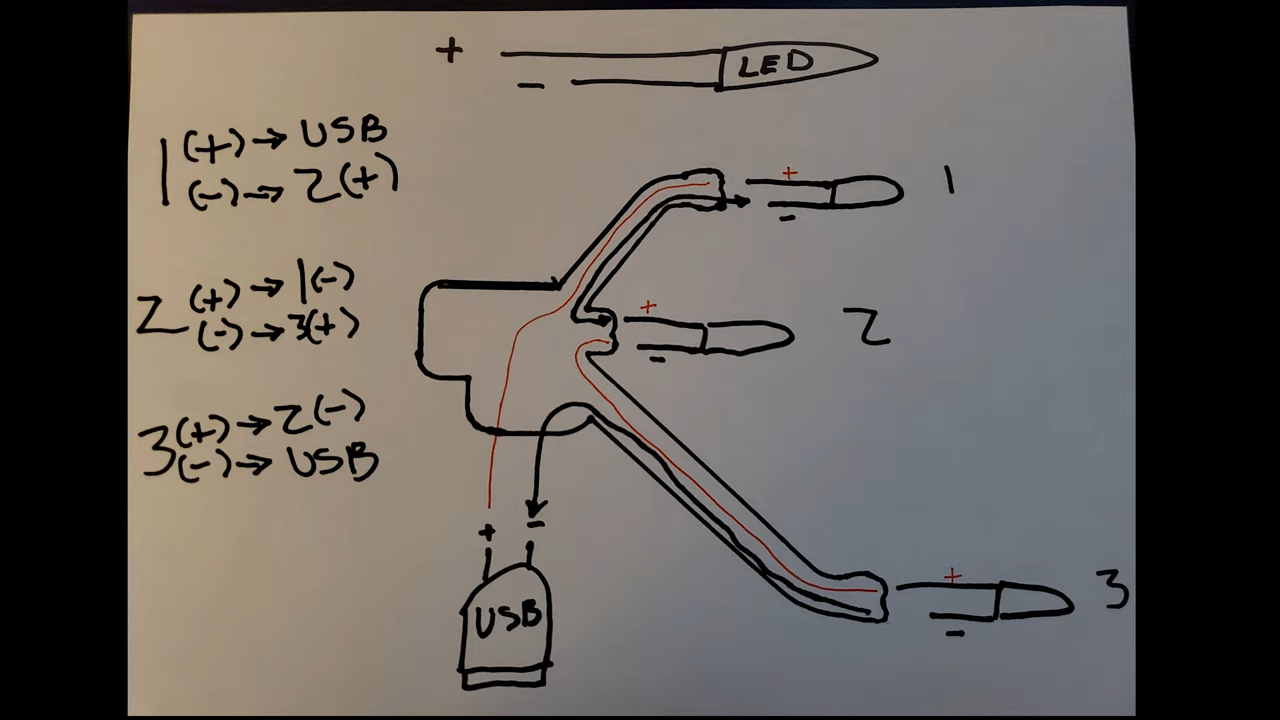 +
- LED
1 (+) → USB
(-) → 2(+)
2 (+) → 1(-)
(-) → 3(+)
3 (+) → 2(-)
(-) → USB
+
-
1
+
-
2
+
-
3
+ -
USB